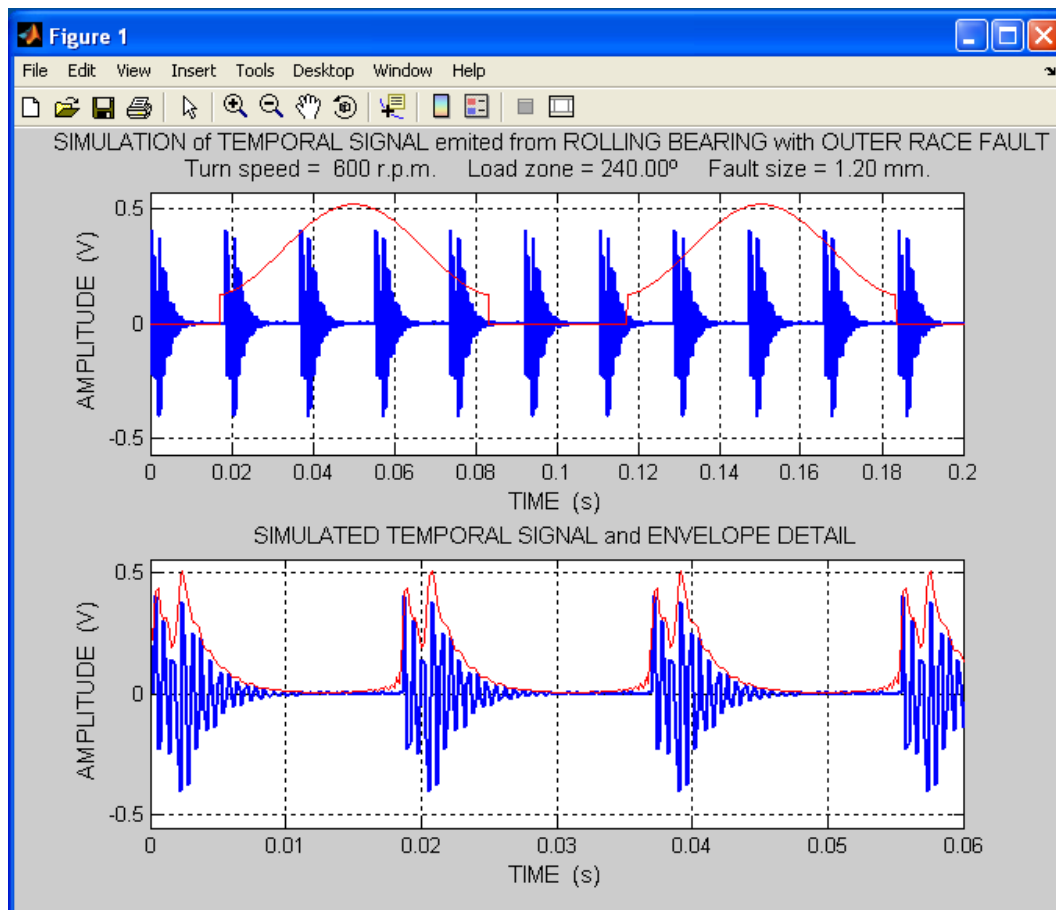 Figure 1
File Edit View Insert Tools Desktop Window Help
SIMULATION of TEMPORAL SIGNAL emited from ROLLING BEARING with OUTER RACE FAULT
Turn speed = 600 r.p.m. Load zone = 240.00º Fault size = 1.20 mm.
0.5
0
-0.5
AMPLITUDE (V)
0 0.02 0.04 0.06 0.08 0.1 0.12 0.14 0.16 0.18 0.2
TIME (s)
SIMULATED TEMPORAL SIGNAL and ENVELOPE DETAIL
0.5
0
-0.5
AMPLITUDE (V)
0 0.01 0.02 0.03 0.04 0.05 0.06
TIME (s)